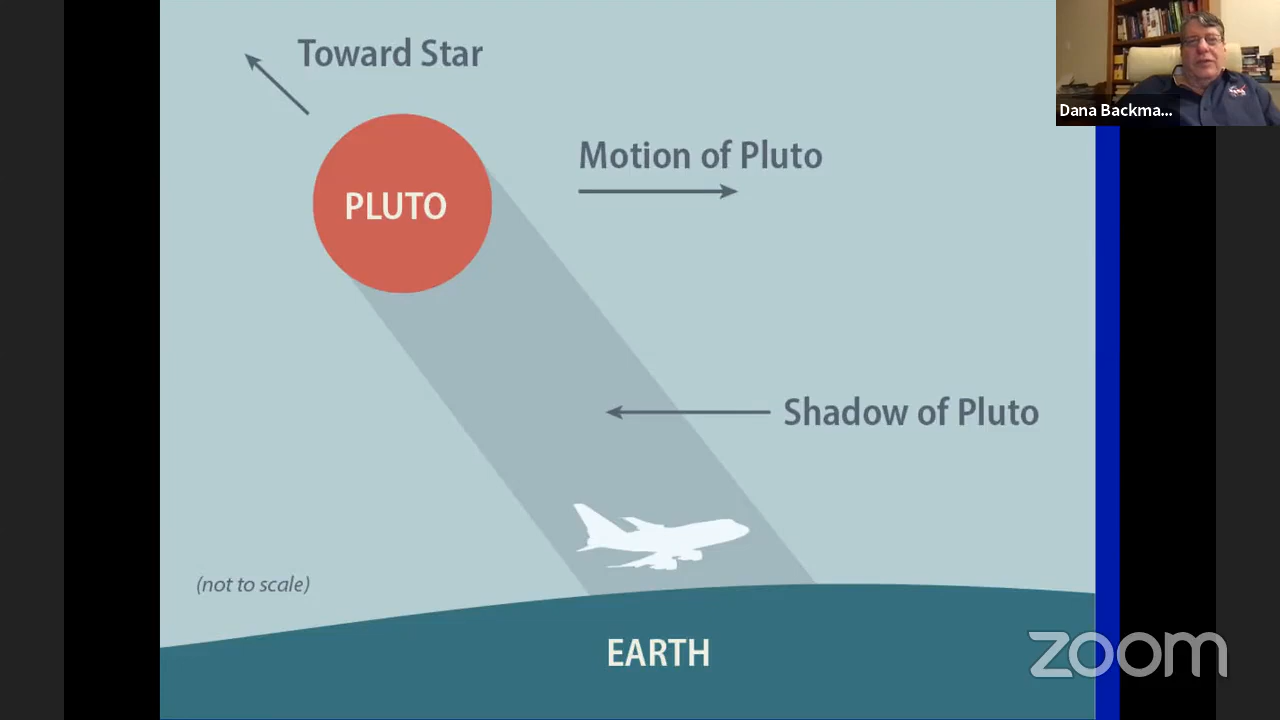 Toward Star
Dana Backma...
Motion of Pluto
PLUTO
Shadow of Pluto
(not to scale)
EARTH
zoom